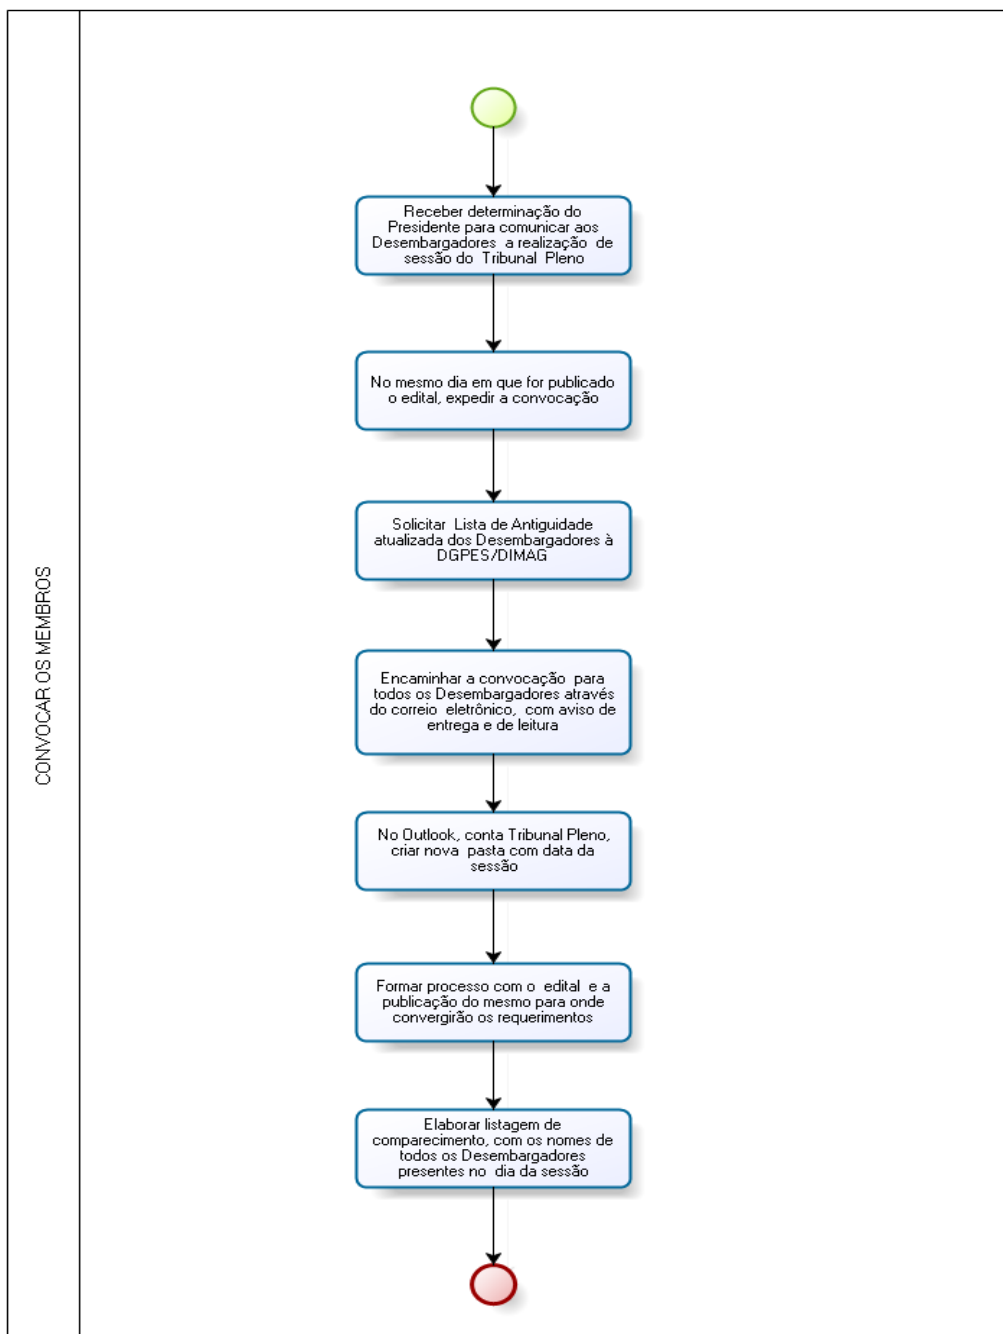 CONVOCAR OS MEMBROS
Receber determinação do
Presidente para comunicar aos
Desembargadores a realização de
sessão do Tribunal Pleno
No mesmo dia em que for publicado
o edital, expedir a convocação
Solicitar Lista de Antiguidade
atualizada dos Desembargadores à
DGPES/DIMAG
Encaminhar a convocação para
todos os Desembargadores através
do correio eletrônico, com aviso de
entrega e de leitura
No Outlook, conta Tribunal Pleno,
criar nova pasta com data da
sessão
Formar processo com o edital e a
publicação do mesmo para onde
convergirão os requerimentos
Elaborar listagem de
comparecimento, com os nomes de
todos os Desembargadores
presentes no dia da sessão